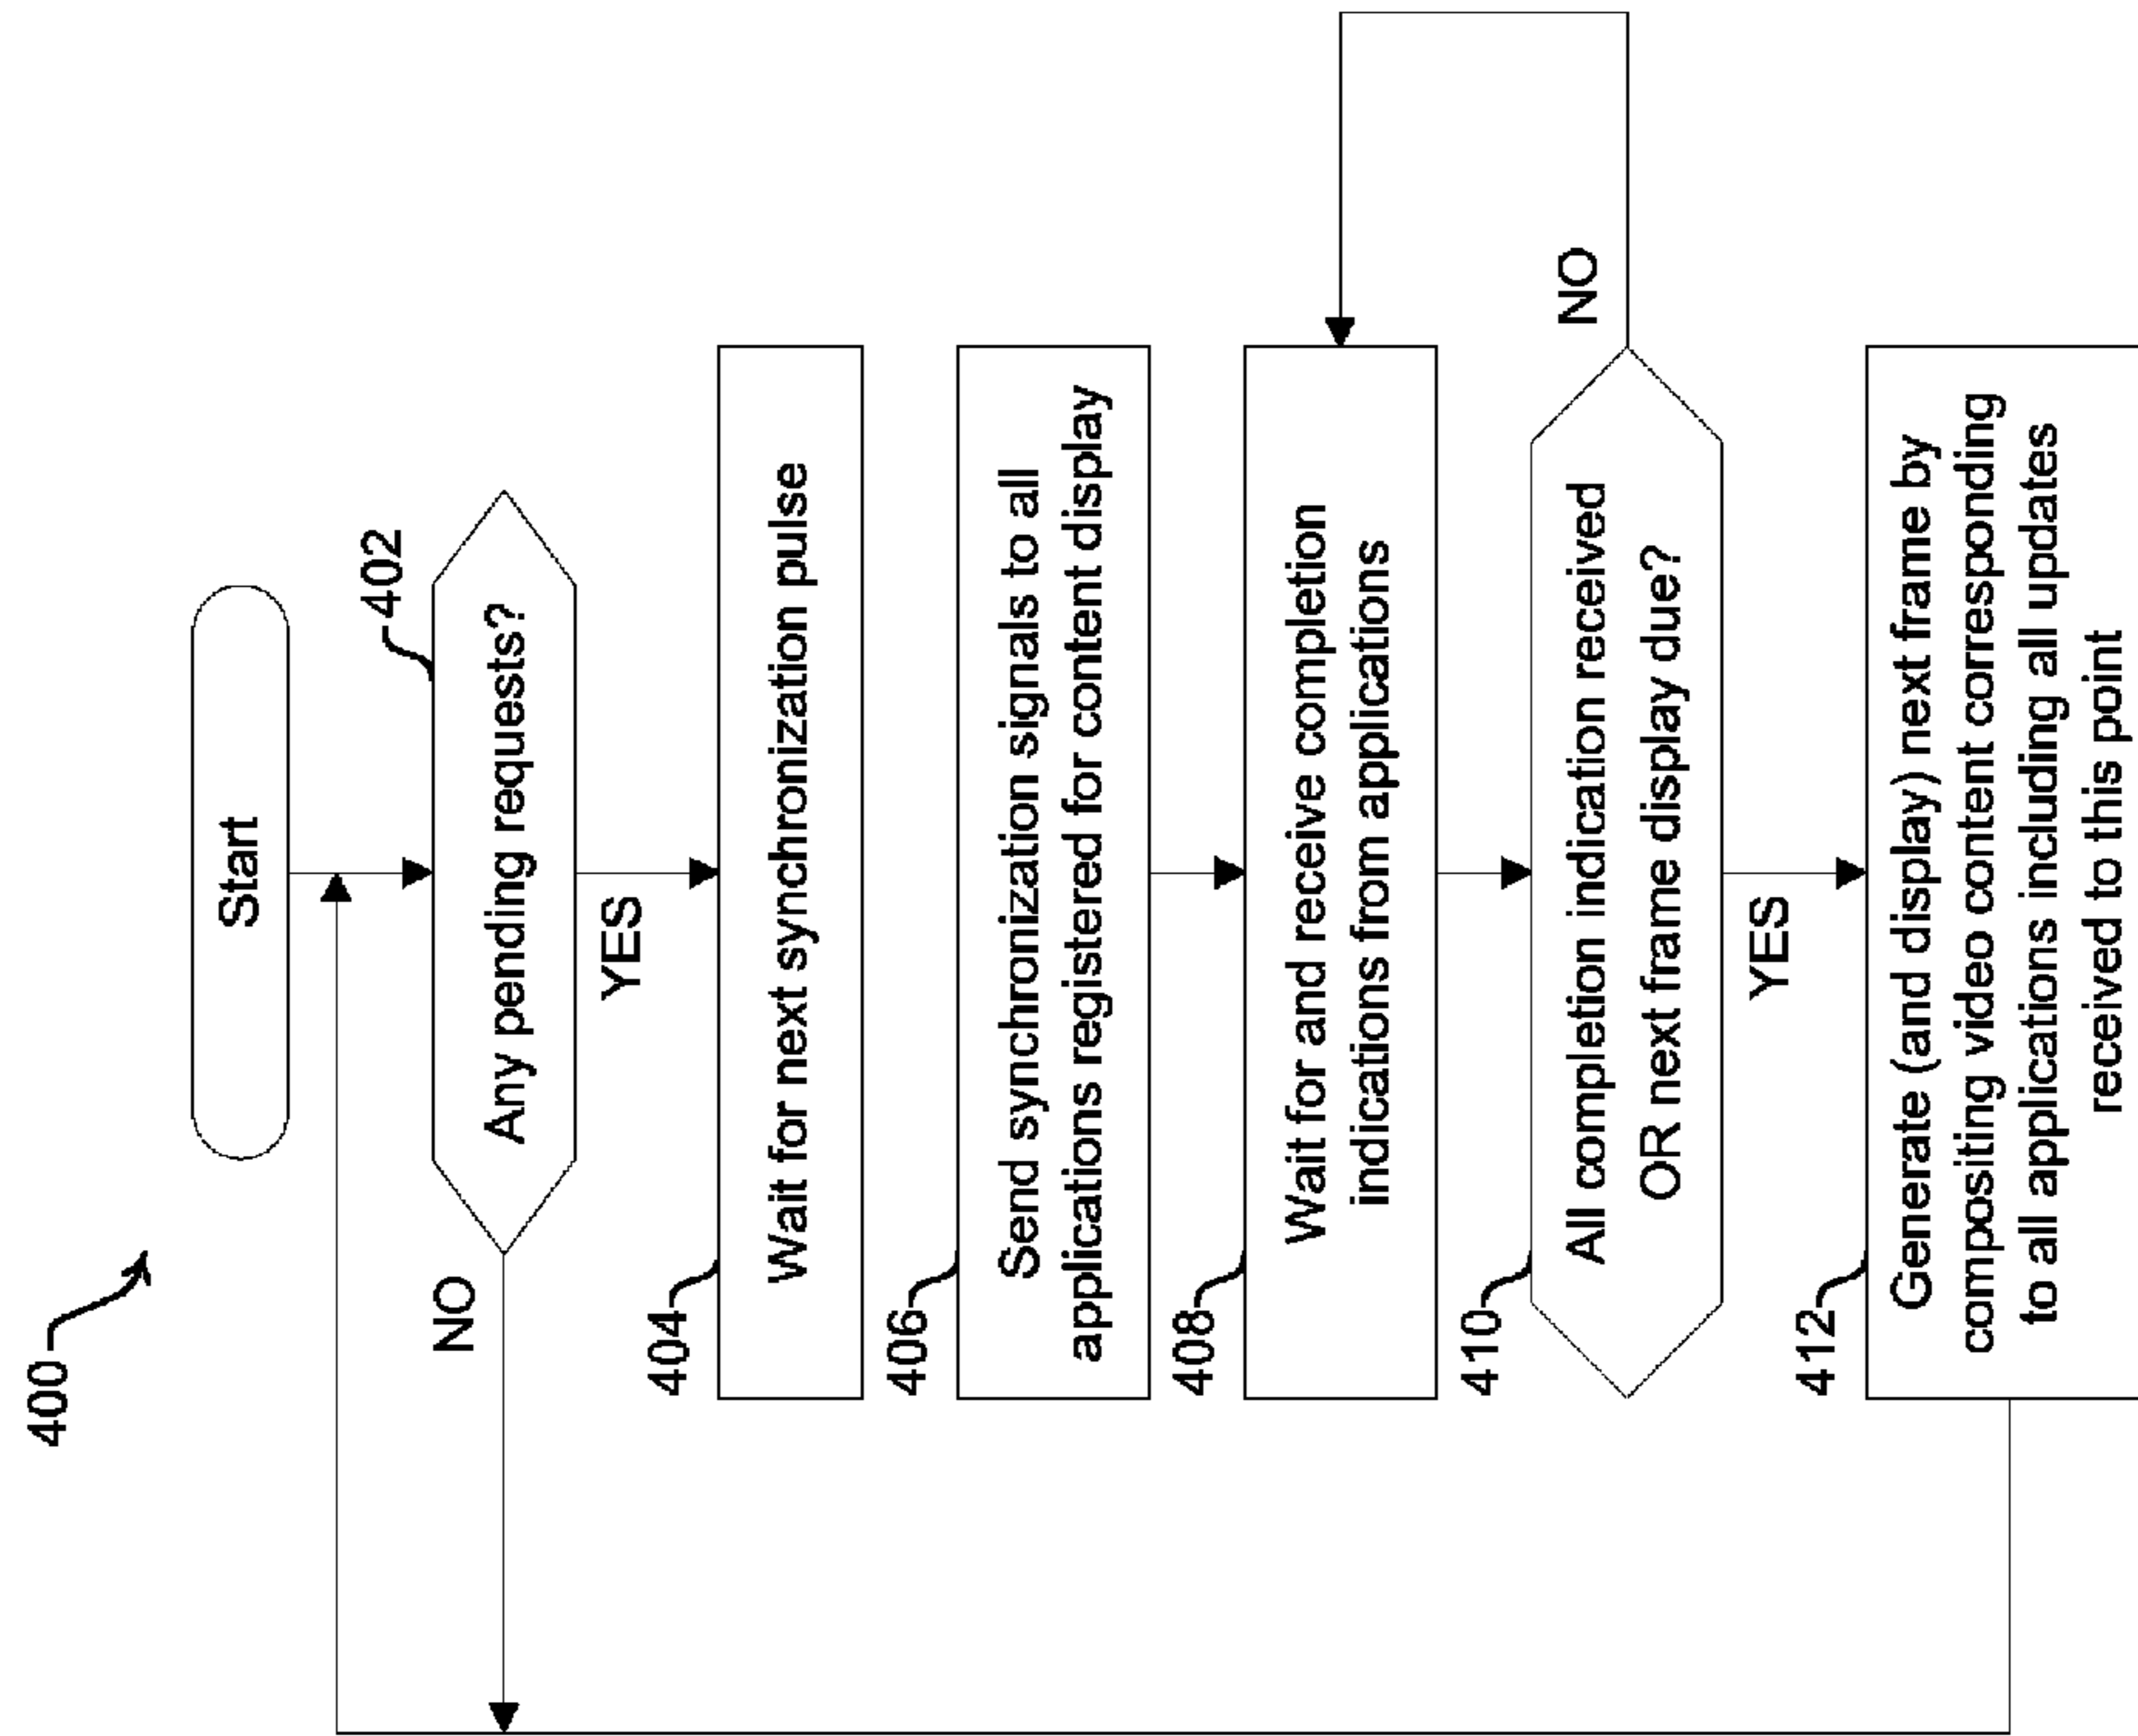 400
Start
402
Any pending requests?
NO
YES
404
Wait for next synchronization pulse
406
Send synchronization signals to all
applications registered for content display
408
Wait for and receive completion
indications from applications
410
All completion indication received
OR next frame display due?
NO
YES
412
Generate (and display) next frame by
compositing video content corresponding
to all applications including all updates
received to this point